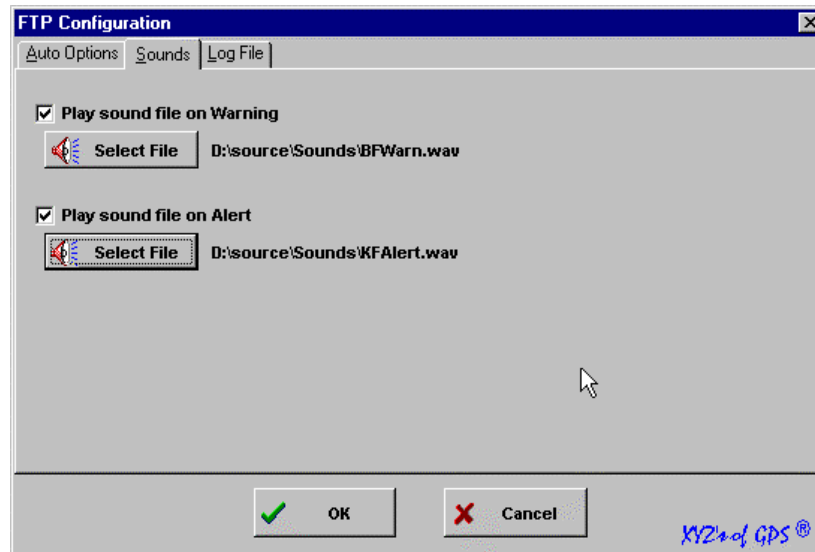 FTP Configuration
Auto Options Sounds Log File
Play sound file on Warning
Select File D:\source\Sounds\BFWarn.wav
Play sound file on Alert
Select File D:\source\Sounds\KFAlert.wav
OK Cancel
XYZ's of GPS ®